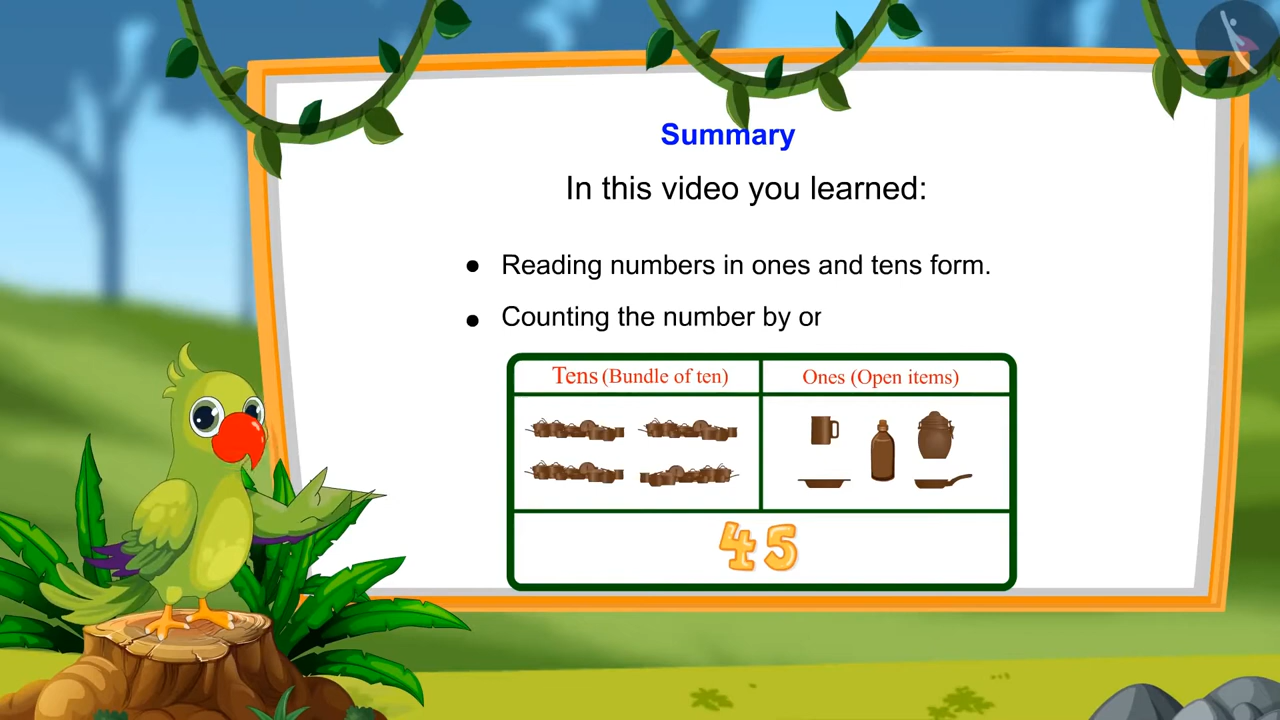 Summary
In this video you learned:
• Reading numbers in ones and tens form.
• Counting the number by or
Tens (Bundle of ten) Ones (Open items)
45